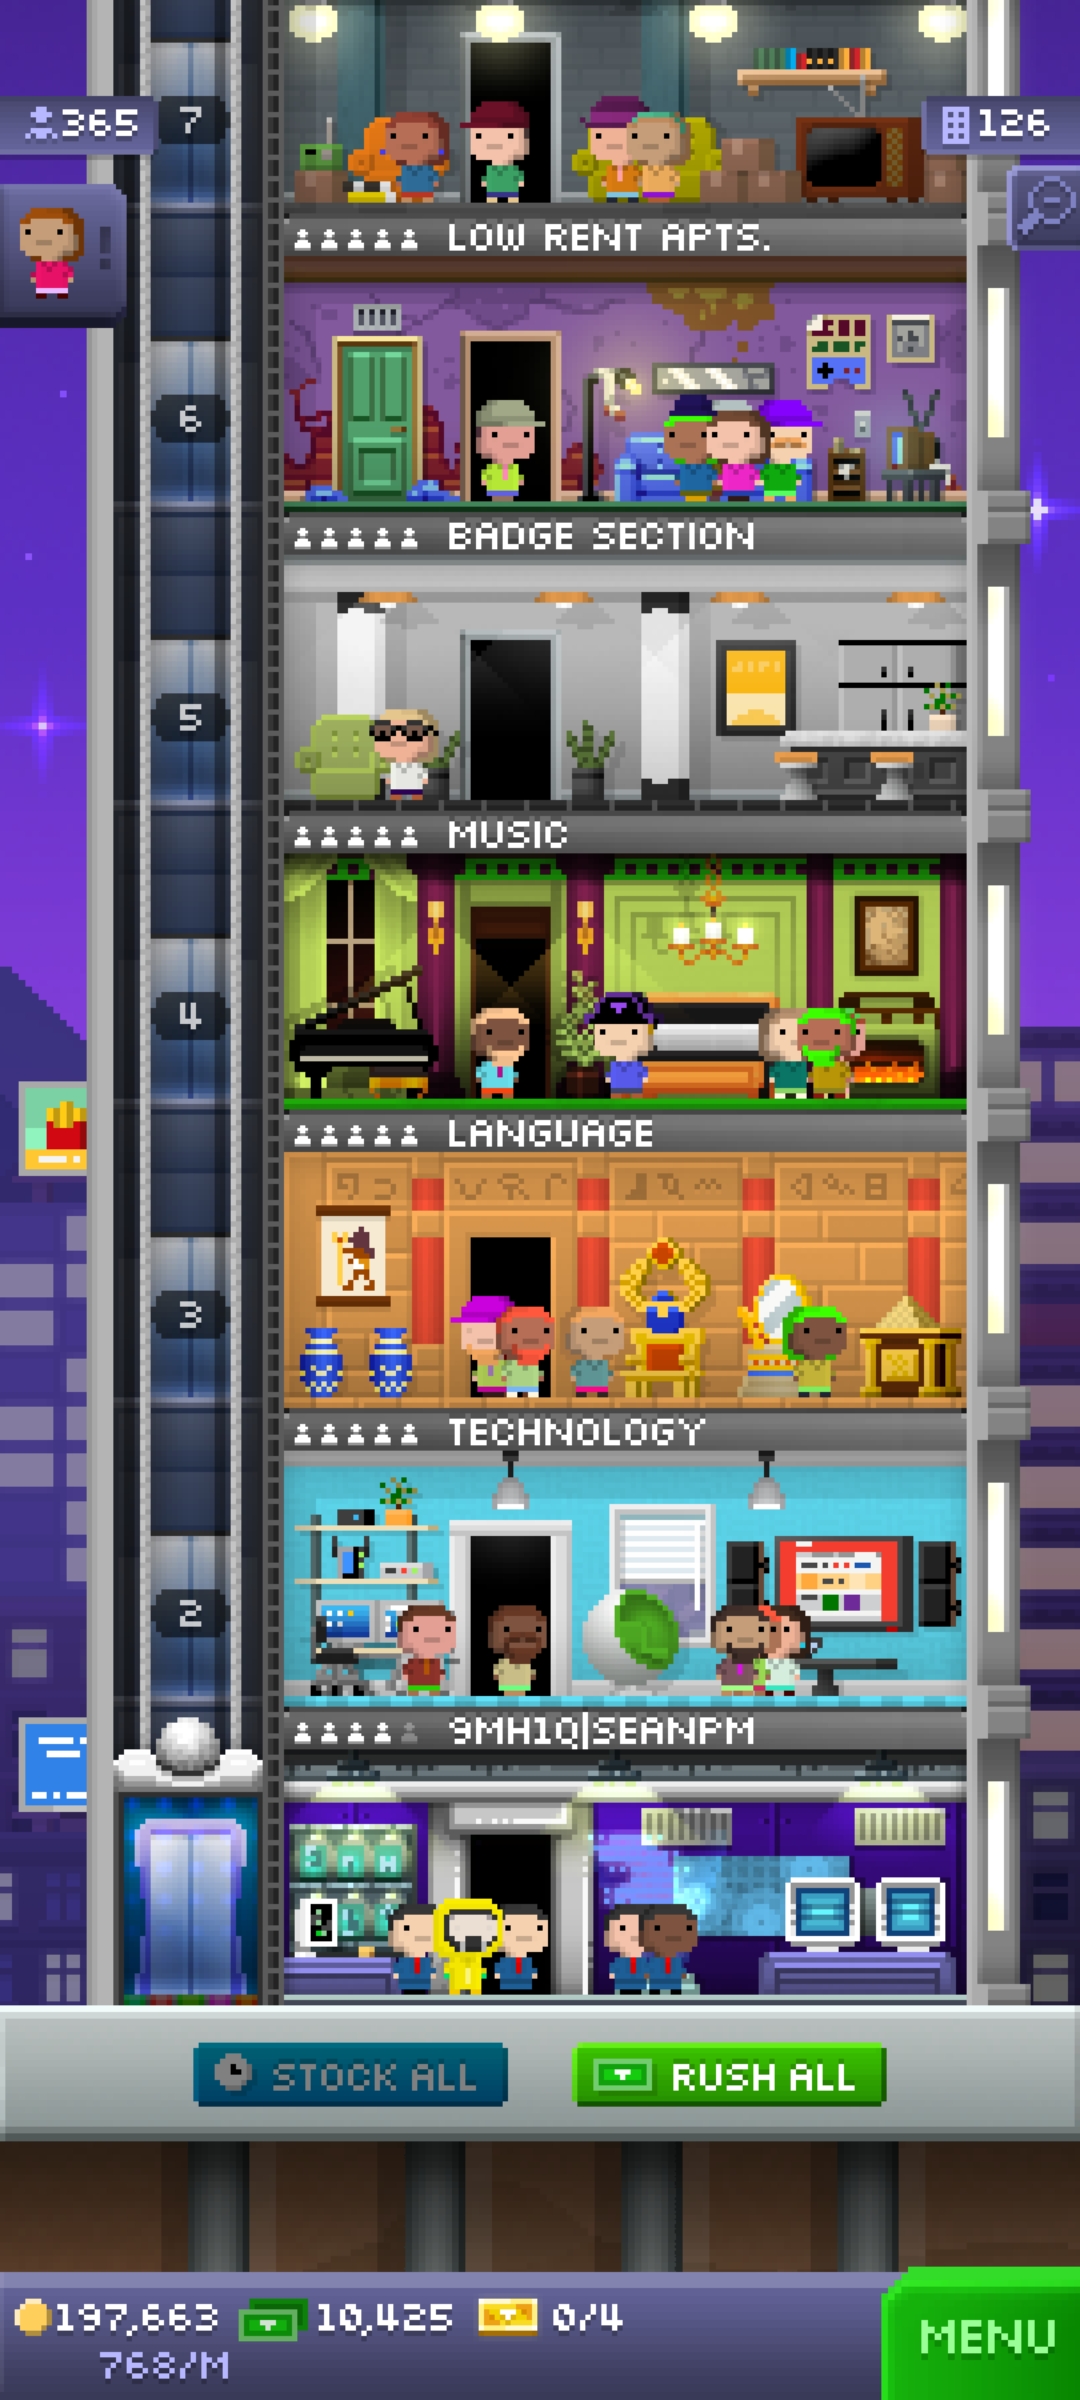 365
7
126
LOW RENT APTS.
6
BADGE SECTION
5
MUSIC
4
LANGUAGE
3
TECHNOLOGY
2
9MH1Q|SEANPM
STOCK ALL
RUSH ALL
197,663
10,425
0/4
768/M
MENU